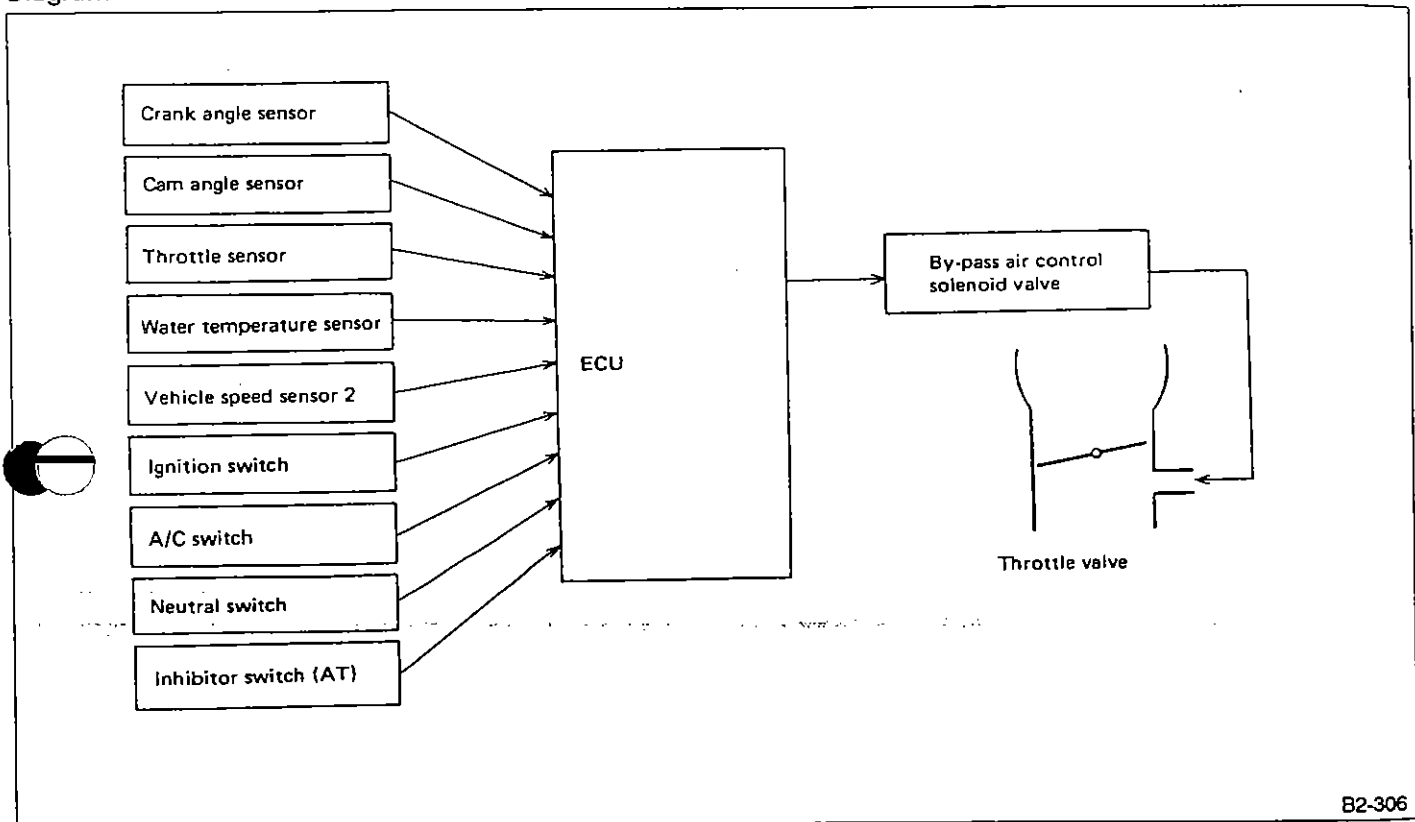 Diagram
Crank angle sensor
Cam angle sensor
Throttle sensor
Water temperature sensor
Vehicle speed sensor 2
Ignition switch
A/C switch
Neutral switch
Inhibitor switch (AT)
ECU
By-pass air control
solenoid valve
Throttle valve
B2-306